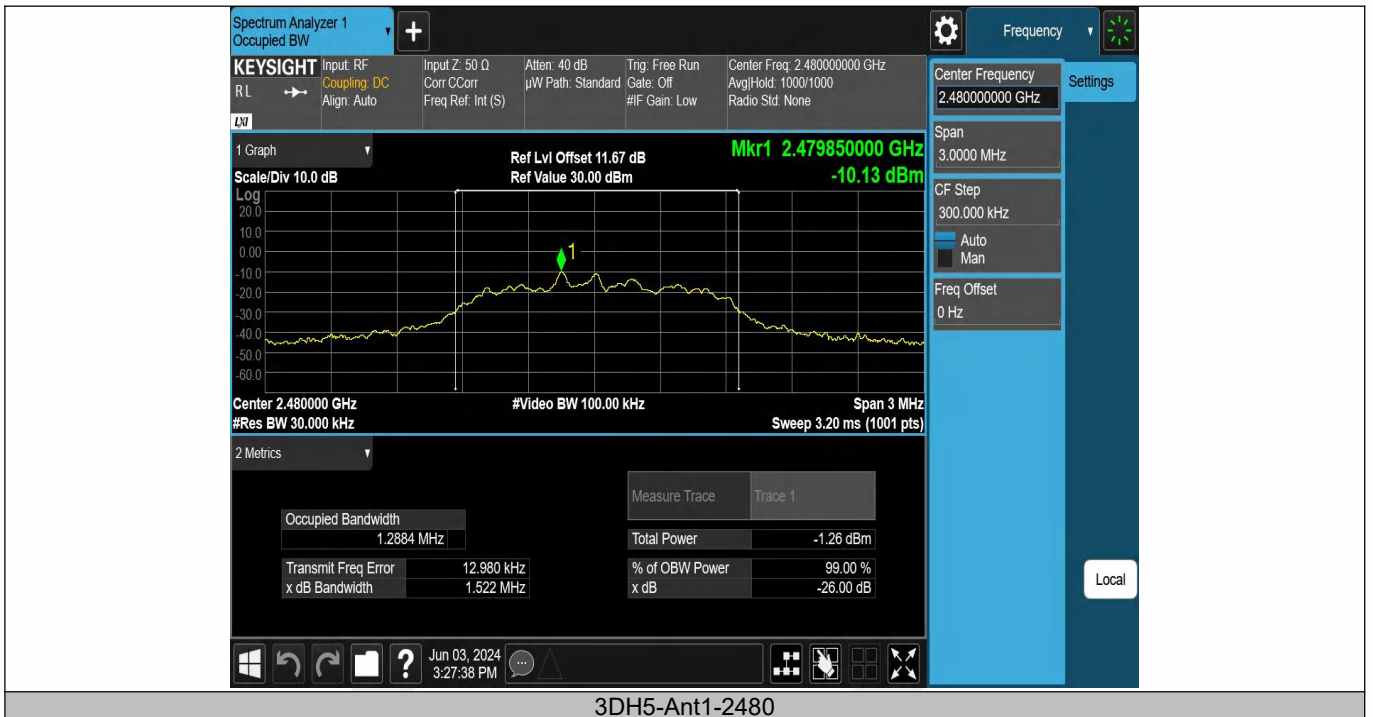 Spectrum Analyzer 1
Occupied BW
Frequency
KEYSIGHT
RL
LXI
Input: RF
Coupling: DC
Align: Auto
Input Z: 50 Ω
Corr CCorr
Freq Ref: Int (S)
Atten: 40 dB
µW Path: Standard
Trig: Free Run
Gate: Off
#IF Gain: Low
Center Freq: 2.480000000 GHz
Avg|Hold: 1000/1000
Radio Std: None
Center Frequency
2.480000000 GHz
Settings
Span
3.0000 MHz
CF Step
300.000 kHz
Auto
Man
Freq Offset
0 Hz
Local
1 Graph
Scale/Div 10.0 dB
Ref Lvl Offset 11.67 dB
Ref Value 30.00 dBm
Mkr1 2.479850000 GHz
-10.13 dBm
Log
20.0
10.0
0.00
-10.0
-20.0
-30.0
-40.0
-50.0
-60.0
1
Center 2.480000 GHz
#Res BW 30.000 kHz
#Video BW 100.00 kHz
Span 3 MHz
Sweep 3.20 ms (1001 pts)
2 Metrics
Measure Trace Trace 1
Occupied Bandwidth
1.2884 MHz
Total Power -1.26 dBm
Transmit Freq Error 12.980 kHz
% of OBW Power 99.00 %
x dB Bandwidth 1.522 MHz
x dB -26.00 dB
Jun 03, 2024
3:27:38 PM
3DH5-Ant1-2480